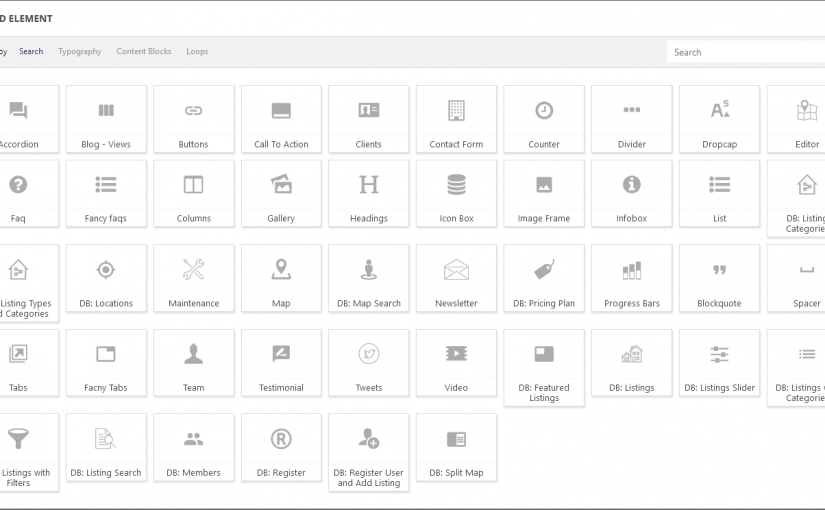 D ELEMENT
by Search Typography Content Blocks Loops Search
Accordion Blog - Views Buttons Call To Action Clients Contact Form Counter Divider Dropcap Editor
Faq Fancy faqs Columns Gallery Headings Icon Box Image Frame Infobox List DB: Listing
Categorie
Listing Types DB: Locations Maintenance Map DB: Map Search Newsletter DB: Pricing Plan Progress Bars Blockquote Spacer
d Categories
Tabs Facny Tabs Team Testimonial Tweets Video DB: Featured DB: Listings DB: Listings Slider DB: Listings
Listings Categorie
Listings with DB: Listing Search DB: Members DB: Register DB: Register User DB: Split Map
Filters and Add Listing